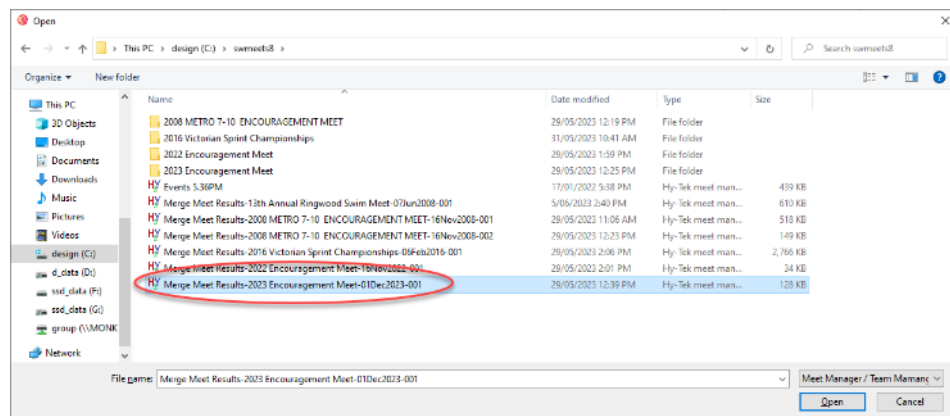 Open
This PC > design (C:) > swmeets8 >
Search swmeets8
Organize New folder
This PC
3D Objects
Desktop
Documents
Downloads
Music
Pictures
Videos
design (C:)
d_data (D:)
ssd_data (F:)
ssd_data (G:)
group (\\MONK
Network
Name Date modified Type Size
2008 METRO 7-10 ENCOURAGEMENT MEET 29/05/2023 12:19 PM File folder
2016 Victorian Sprint Championships 31/05/2023 10:41 AM File folder
2022 Encouragement Meet 29/05/2023 1:59 PM File folder
2023 Encouragement Meet 29/05/2023 12:25 PM File folder
HY Events 5.36PM 17/01/2022 5:38 PM Hy-Tek meet man... 439 KB
HY Merge Meet Results-13th Annual Ringwood Swim Meet-07Jun2008-001 5/06/2023 2:40 PM Hy-Tek meet man... 610 KB
HY Merge Meet Results-2008 METRO 7-10 ENCOURAGEMENT MEET-16Nov2008-001 29/05/2023 11:06 AM Hy-Tek meet man... 518 KB
HY Merge Meet Results-2008 METRO 7-10 ENCOURAGEMENT MEET-16Nov2008-002 29/05/2023 12:23 PM Hy-Tek meet man... 149 KB
HY Merge Meet Results-2016 Victorian Sprint Championships-06Feb2016-001 29/05/2023 2:06 PM Hy-Tek meet man... 2,766 KB
HY Merge Meet Results-2022 Encouragement Meet-16Nov2022-001 29/05/2023 2:01 PM Hy-Tek meet man... 34 KB
HY Merge Meet Results-2023 Encouragement Meet-01Dec2023-001 29/05/2023 12:39 PM Hy-Tek meet man... 128 KB
File name: Merge Meet Results-2023 Encouragement Meet-01Dec2023-001
Meet Manager / Team Mamang
Open Cancel